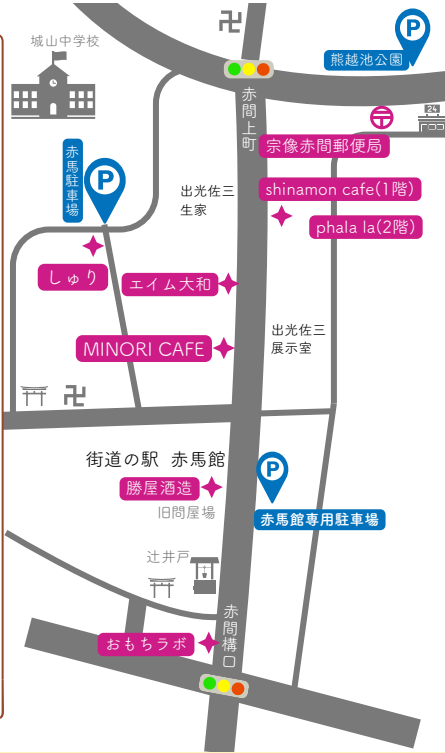 城山中学校
熊越池公園
P
赤間上町
24
宗像赤間郵便局
赤馬駐車場
P
出光佐三
生家
shinamon cafe(1階)
phala la(2階)
しゅり
エイム大和
MINORI CAFE
出光佐三
展示室
街道の駅 赤馬館
P
勝屋酒造
旧問屋場
赤馬館専用駐車場
辻井戸
赤間構口
おもちラボ